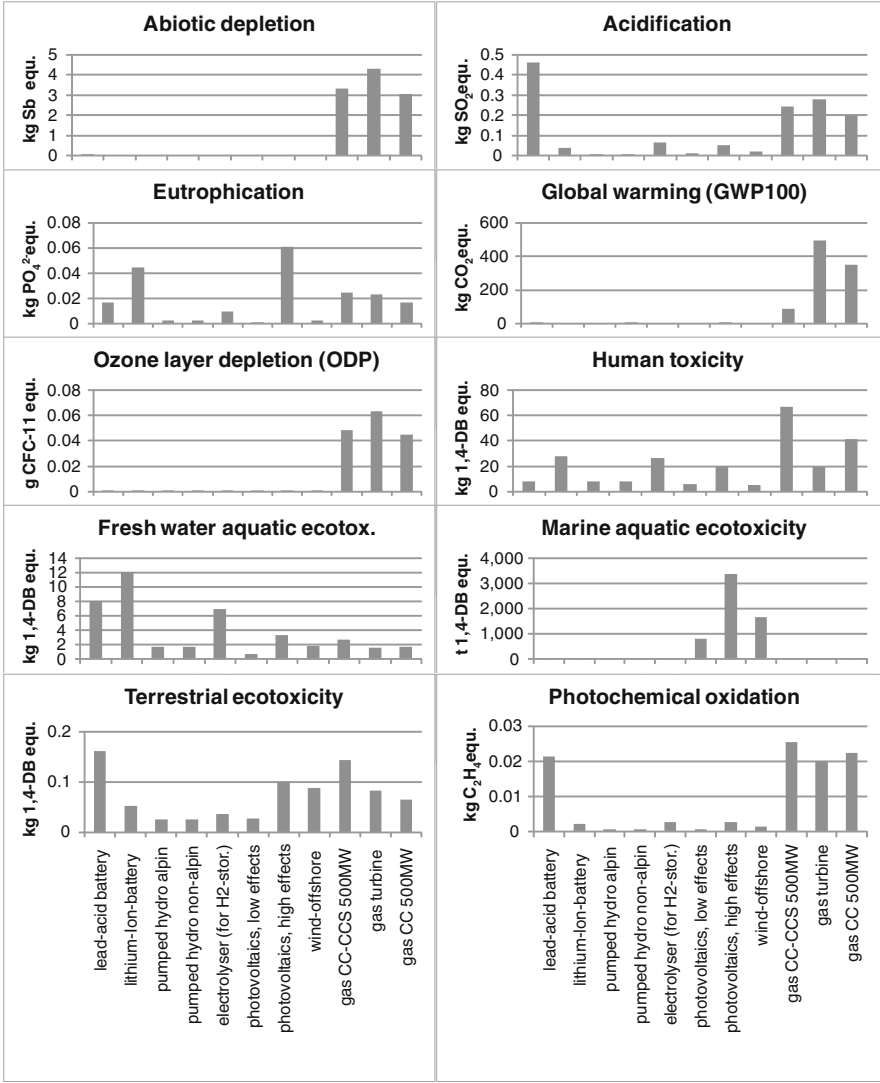 Abiotic depletion
kg Sb equ.
5
4
3
2
1
0
Acidification
kg SO₂equ.
0.5
0.4
0.3
0.2
0.1
0
Eutrophication
kg PO₄²⁻equ.
0.08
0.06
0.04
0.02
0
Global warming (GWP100)
kg CO₂equ.
600
400
200
0
Ozone layer depletion (ODP)
g CFC-11 equ.
0.08
0.06
0.04
0.02
0
Human toxicity
kg 1,4-DB equ.
80
60
40
20
0
Fresh water aquatic ecotox.
kg 1,4-DB equ.
14
12
10
8
6
4
2
0
Marine aquatic ecotoxicity
t 1,4-DB equ.
4,000
3,000
2,000
1,000
0
Terrestrial ecotoxicity
kg 1,4-DB equ.
0.2
0.1
0
lead-acid battery
lithium-Ion-battery
pumped hydro alpin
pumped hydro non-alpin
electrolyser (for H2-stor.)
photovoltaics, low effects
photovoltaics, high effects
wind-offshore
gas CC-CCS 500MW
gas turbine
gas CC 500MW
Photochemical oxidation
kg C₂H₄equ.
0.03
0.02
0.01
0
lead-acid battery
lithium-Ion-battery
pumped hydro alpin
pumped hydro non-alpin
electrolyser (for H2-stor.)
photovoltaics, low effects
photovoltaics, high effects
wind-offshore
gas CC-CCS 500MW
gas turbine
gas CC 500MW